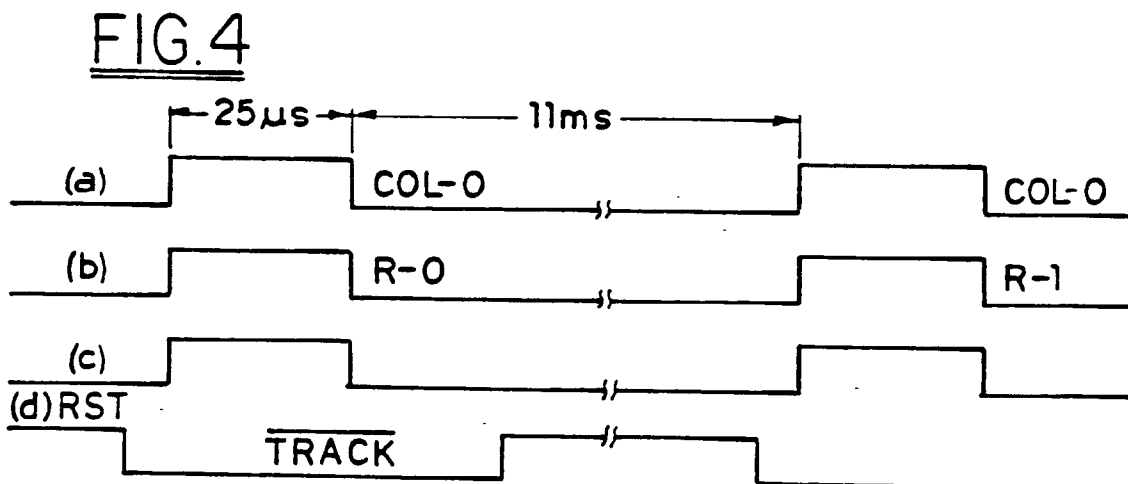 FIG.4
25μs 11ms
(a) COL-0 COL-0
(b) R-0 R-1
(c)
(d) RST
TRACK